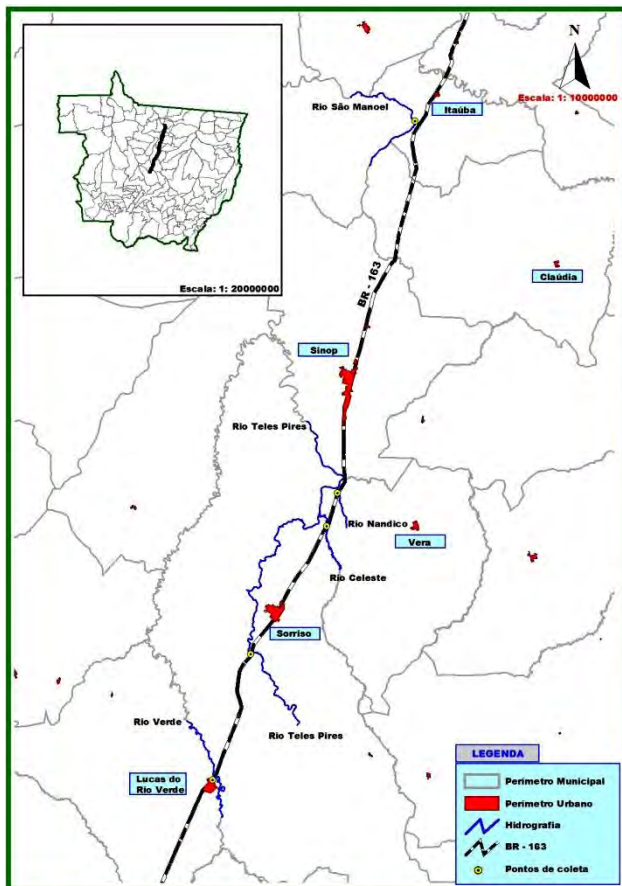 N
Escala: 1: 10000000
Rio São Manoel
Itaúba
Escala: 1: 20000000
BR - 163
Claúdia
Sinop
Rio Teles Pires
Rio Nandico
Vera
Rio Celeste
Sorriso
Rio Verde
Rio Teles Pires
Lucas do
Rio Verde
LEGENDA
Perímetro Municipal
Perímetro Urbano
Hidrografia
BR - 163
Pontos de coleta